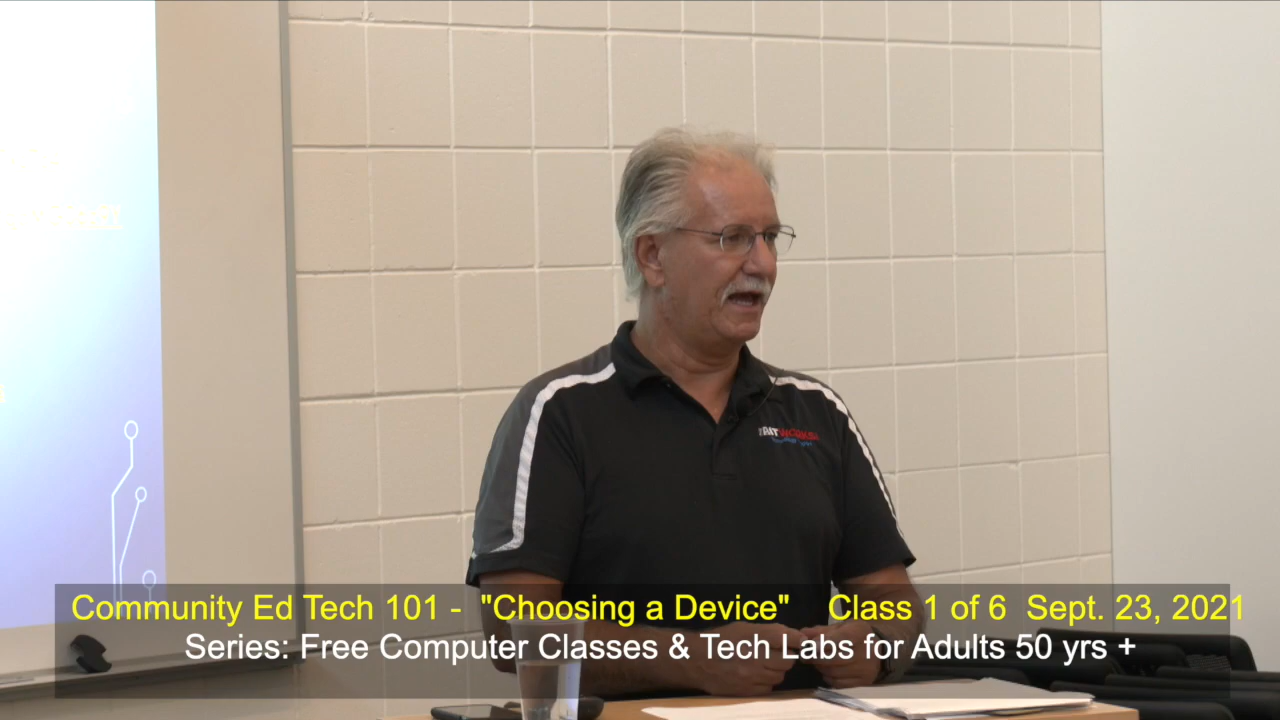 WORKS
Community Ed Tech 101 - "Choosing a Device" Class 1 of 6 Sept. 23, 2021
Series: Free Computer Classes & Tech Labs for Adults 50 yrs +